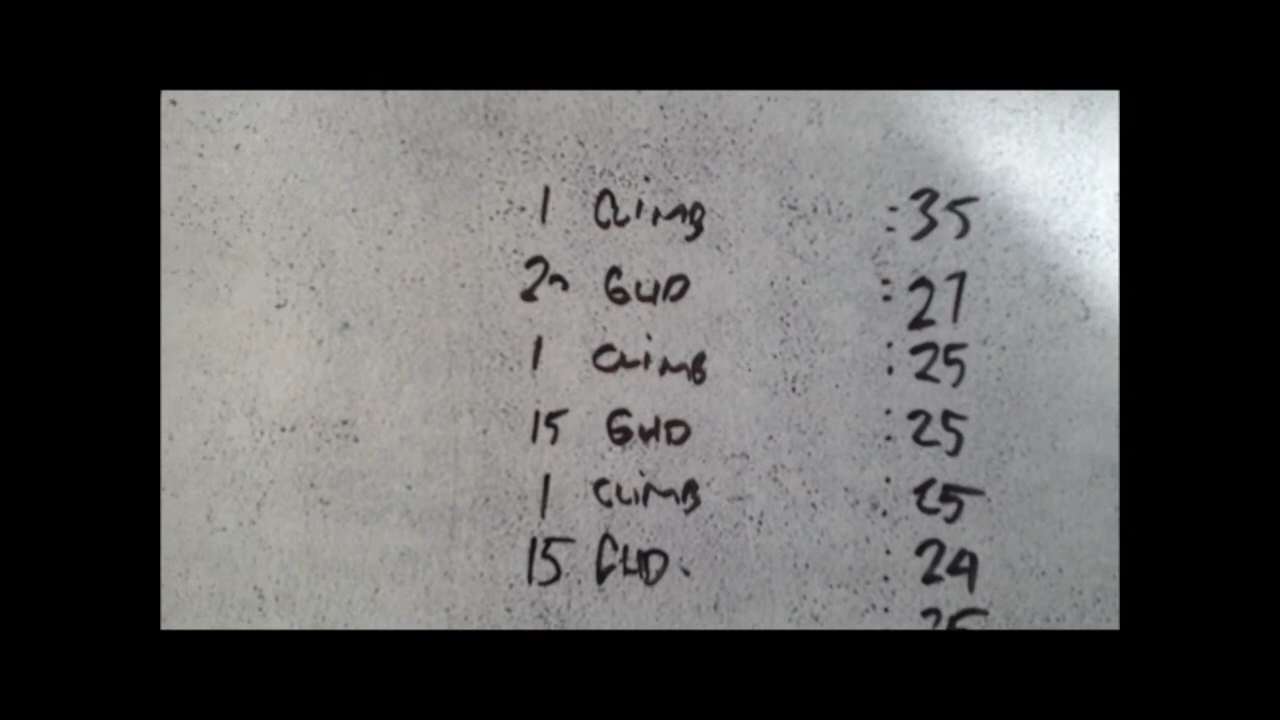 1 CLIMB :35
20 GHD :27
1 CLIMB :25
15 GHD :25
1 CLIMB :25
15 GHD. :24